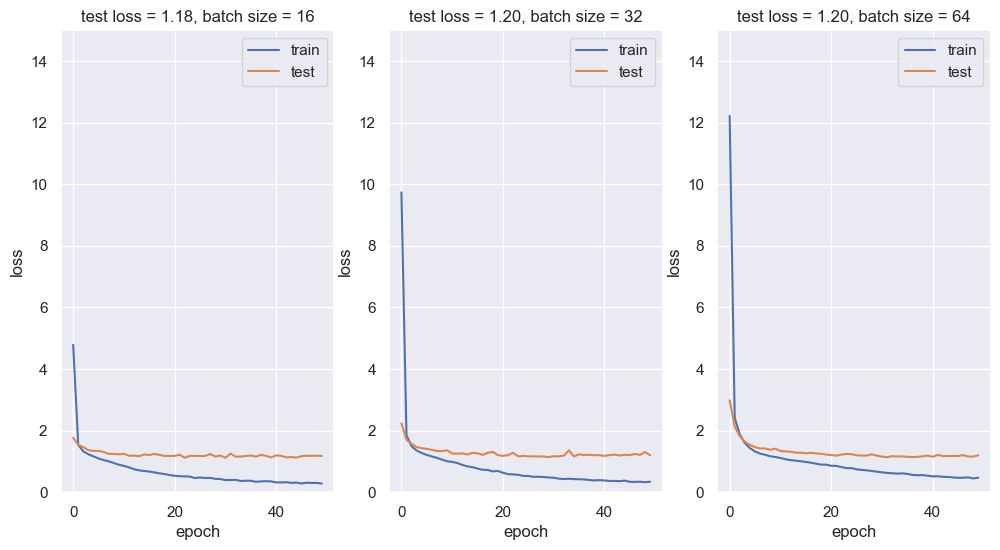 test loss = 1.18, batch size = 16
train
test
14
12
10
8
6
4
2
0
0
20
40
loss
epoch
test loss = 1.20, batch size = 32
train
test
14
12
10
8
6
4
2
0
0
20
40
loss
epoch
test loss = 1.20, batch size = 64
train
test
14
12
10
8
6
4
2
0
0
20
40
loss
epoch